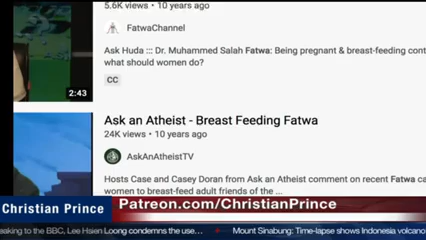 5.6K views • 10 years ago
FatwaChannel
Ask Huda ::: Dr. Muhammed Salah Fatwa: Being pregnant & breast-feeding cont
what should women do?
CC
2:43
Ask an Atheist - Breast Feeding Fatwa
24K views • 10 years ago
AskAnAtheistTV
Hosts Case and Casey Doran from Ask an Atheist comment on recent Fatwa ca
women to breast-feed adult friends of the ...
Christian Prince
Patreon.com/ChristianPrince
eaking to the BBC, Lee Hsien Loong condemns the use...
Mount Sinabung: Time-lapse shows Indonesia volcano